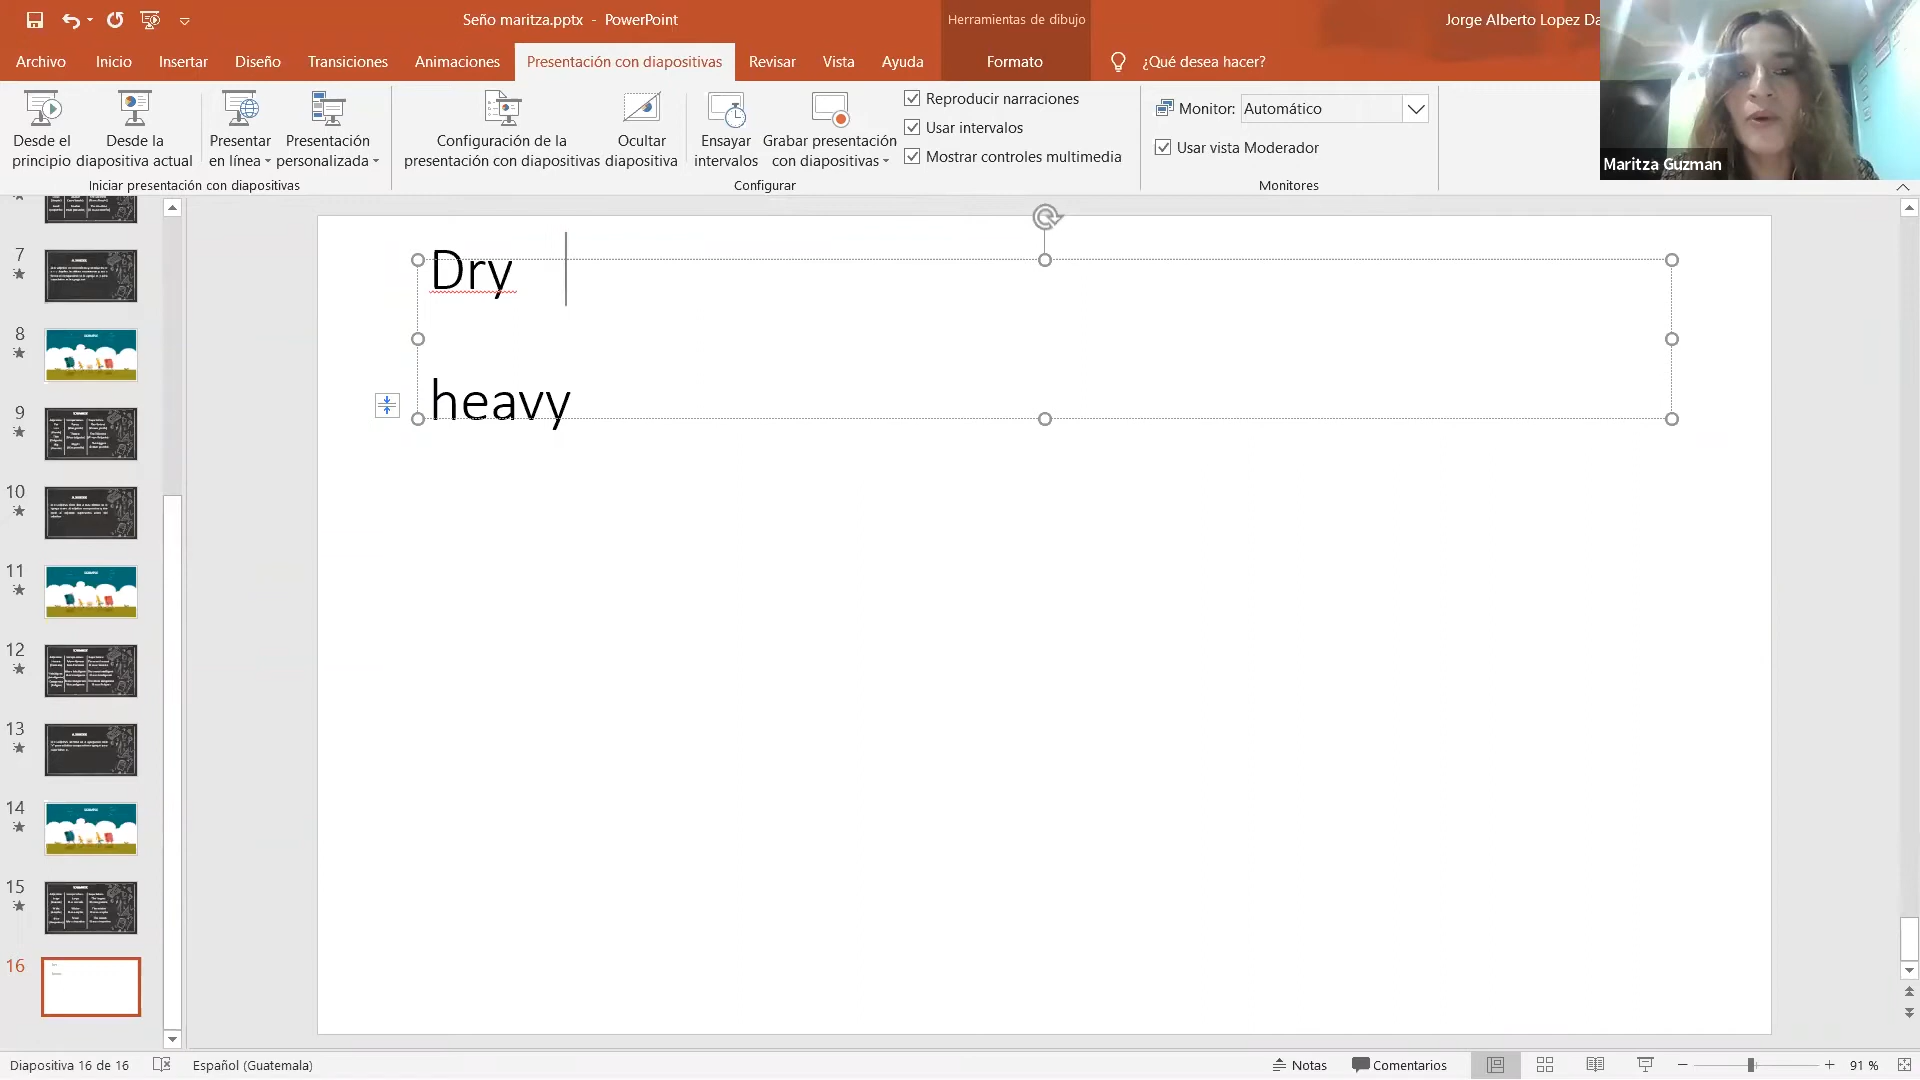 Seño maritza.pptx - PowerPoint
Herramientas de dibujo
Jorge Alberto Lopez Da
Archivo
Inicio
Insertar
Diseño
Transiciones
Animaciones
Presentación con diapositivas
Revisar
Vista
Ayuda
Formato
¿Qué desea hacer?
Desde el
principio
Desde la
diapositiva actual
Presentar
en línea
Presentación
personalizada
Iniciar presentación con diapositivas
Configuración de la
presentación con diapositivas
Ocultar
diapositiva
Ensayar
intervalos
Grabar presentación
con diapositivas
Reproducir narraciones
Usar intervalos
Mostrar controles multimedia
Configurar
Monitor: Automático
Usar vista Moderador
Monitores
Maritza Guzman
7
8
9
10
11
12
13
14
15
16
Dry
heavy
Diapositiva 16 de 16
Español (Guatemala)
Notas
Comentarios
91 %